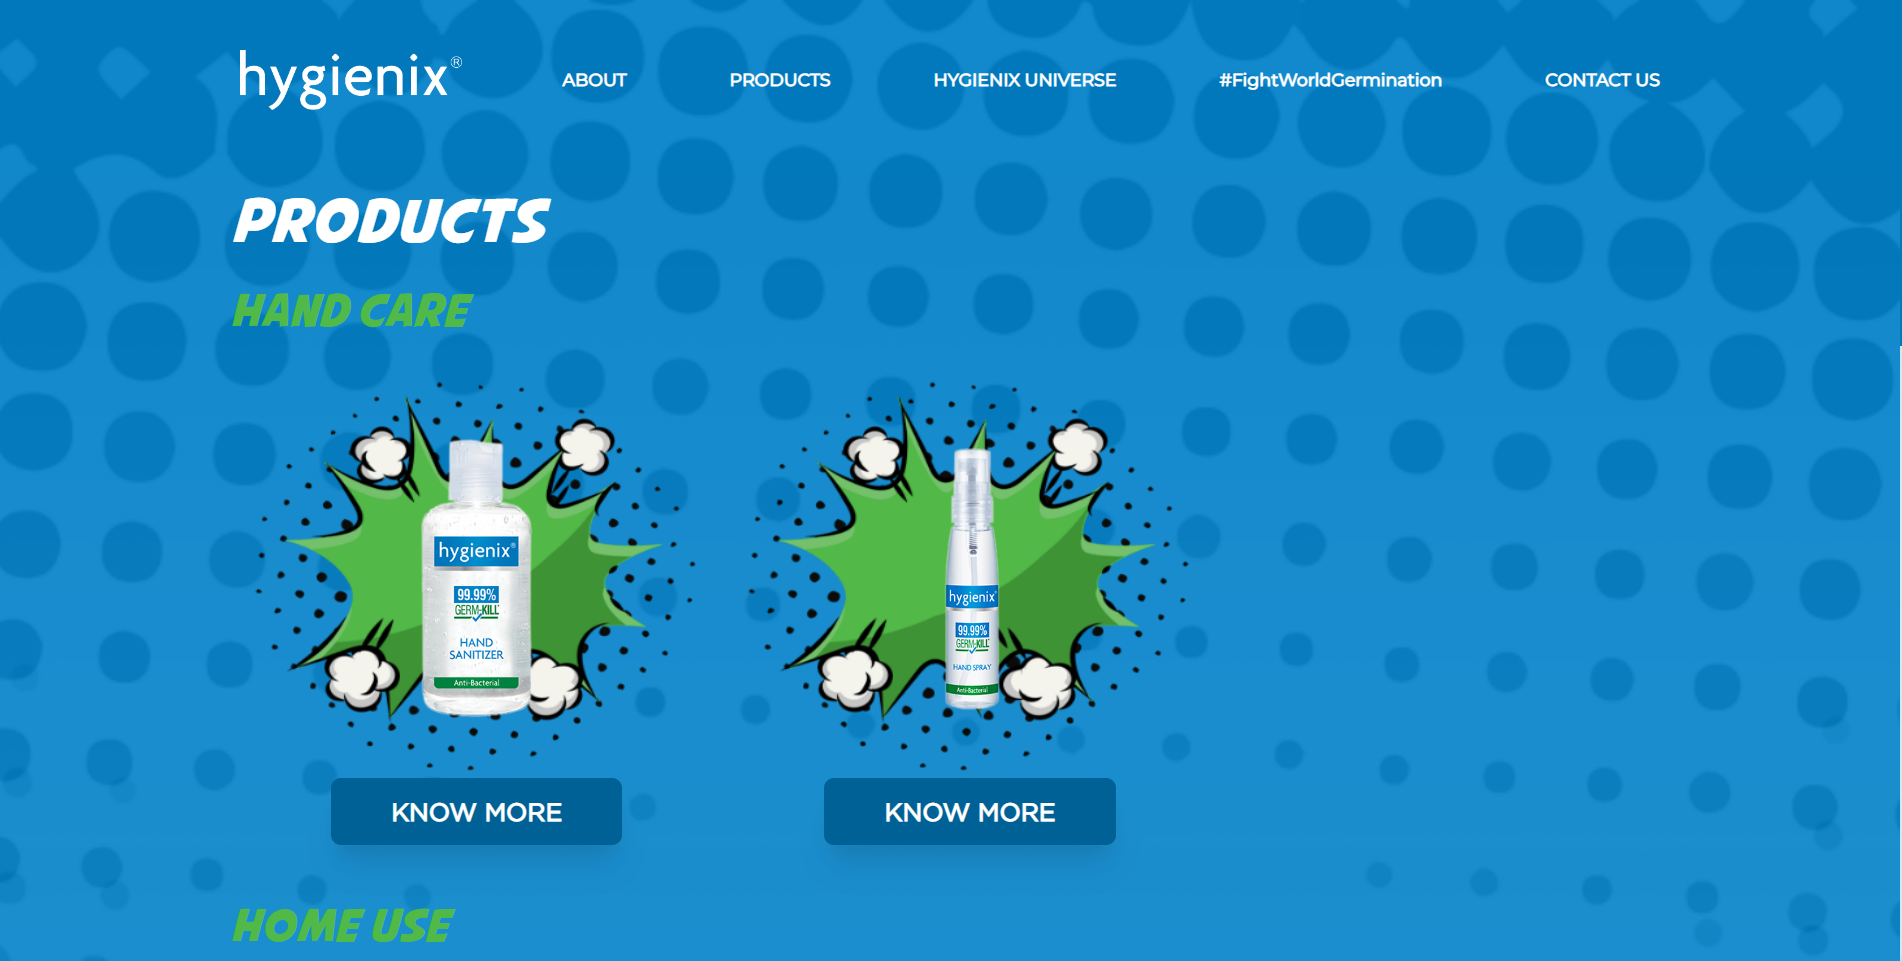 hygienix®
ABOUT
PRODUCTS
HYGIENIX UNIVERSE
#FightWorldGermination
CONTACT US
PRODUCTS
HAND CARE
hygienix®
99.99%
GERM-KILL
HAND
SANITIZER
Anti-Bacterial
hygienix®
99.99%
GERM-KILL
HAND SPRAY
Anti-Bacterial
KNOW MORE
KNOW MORE
HOME USE